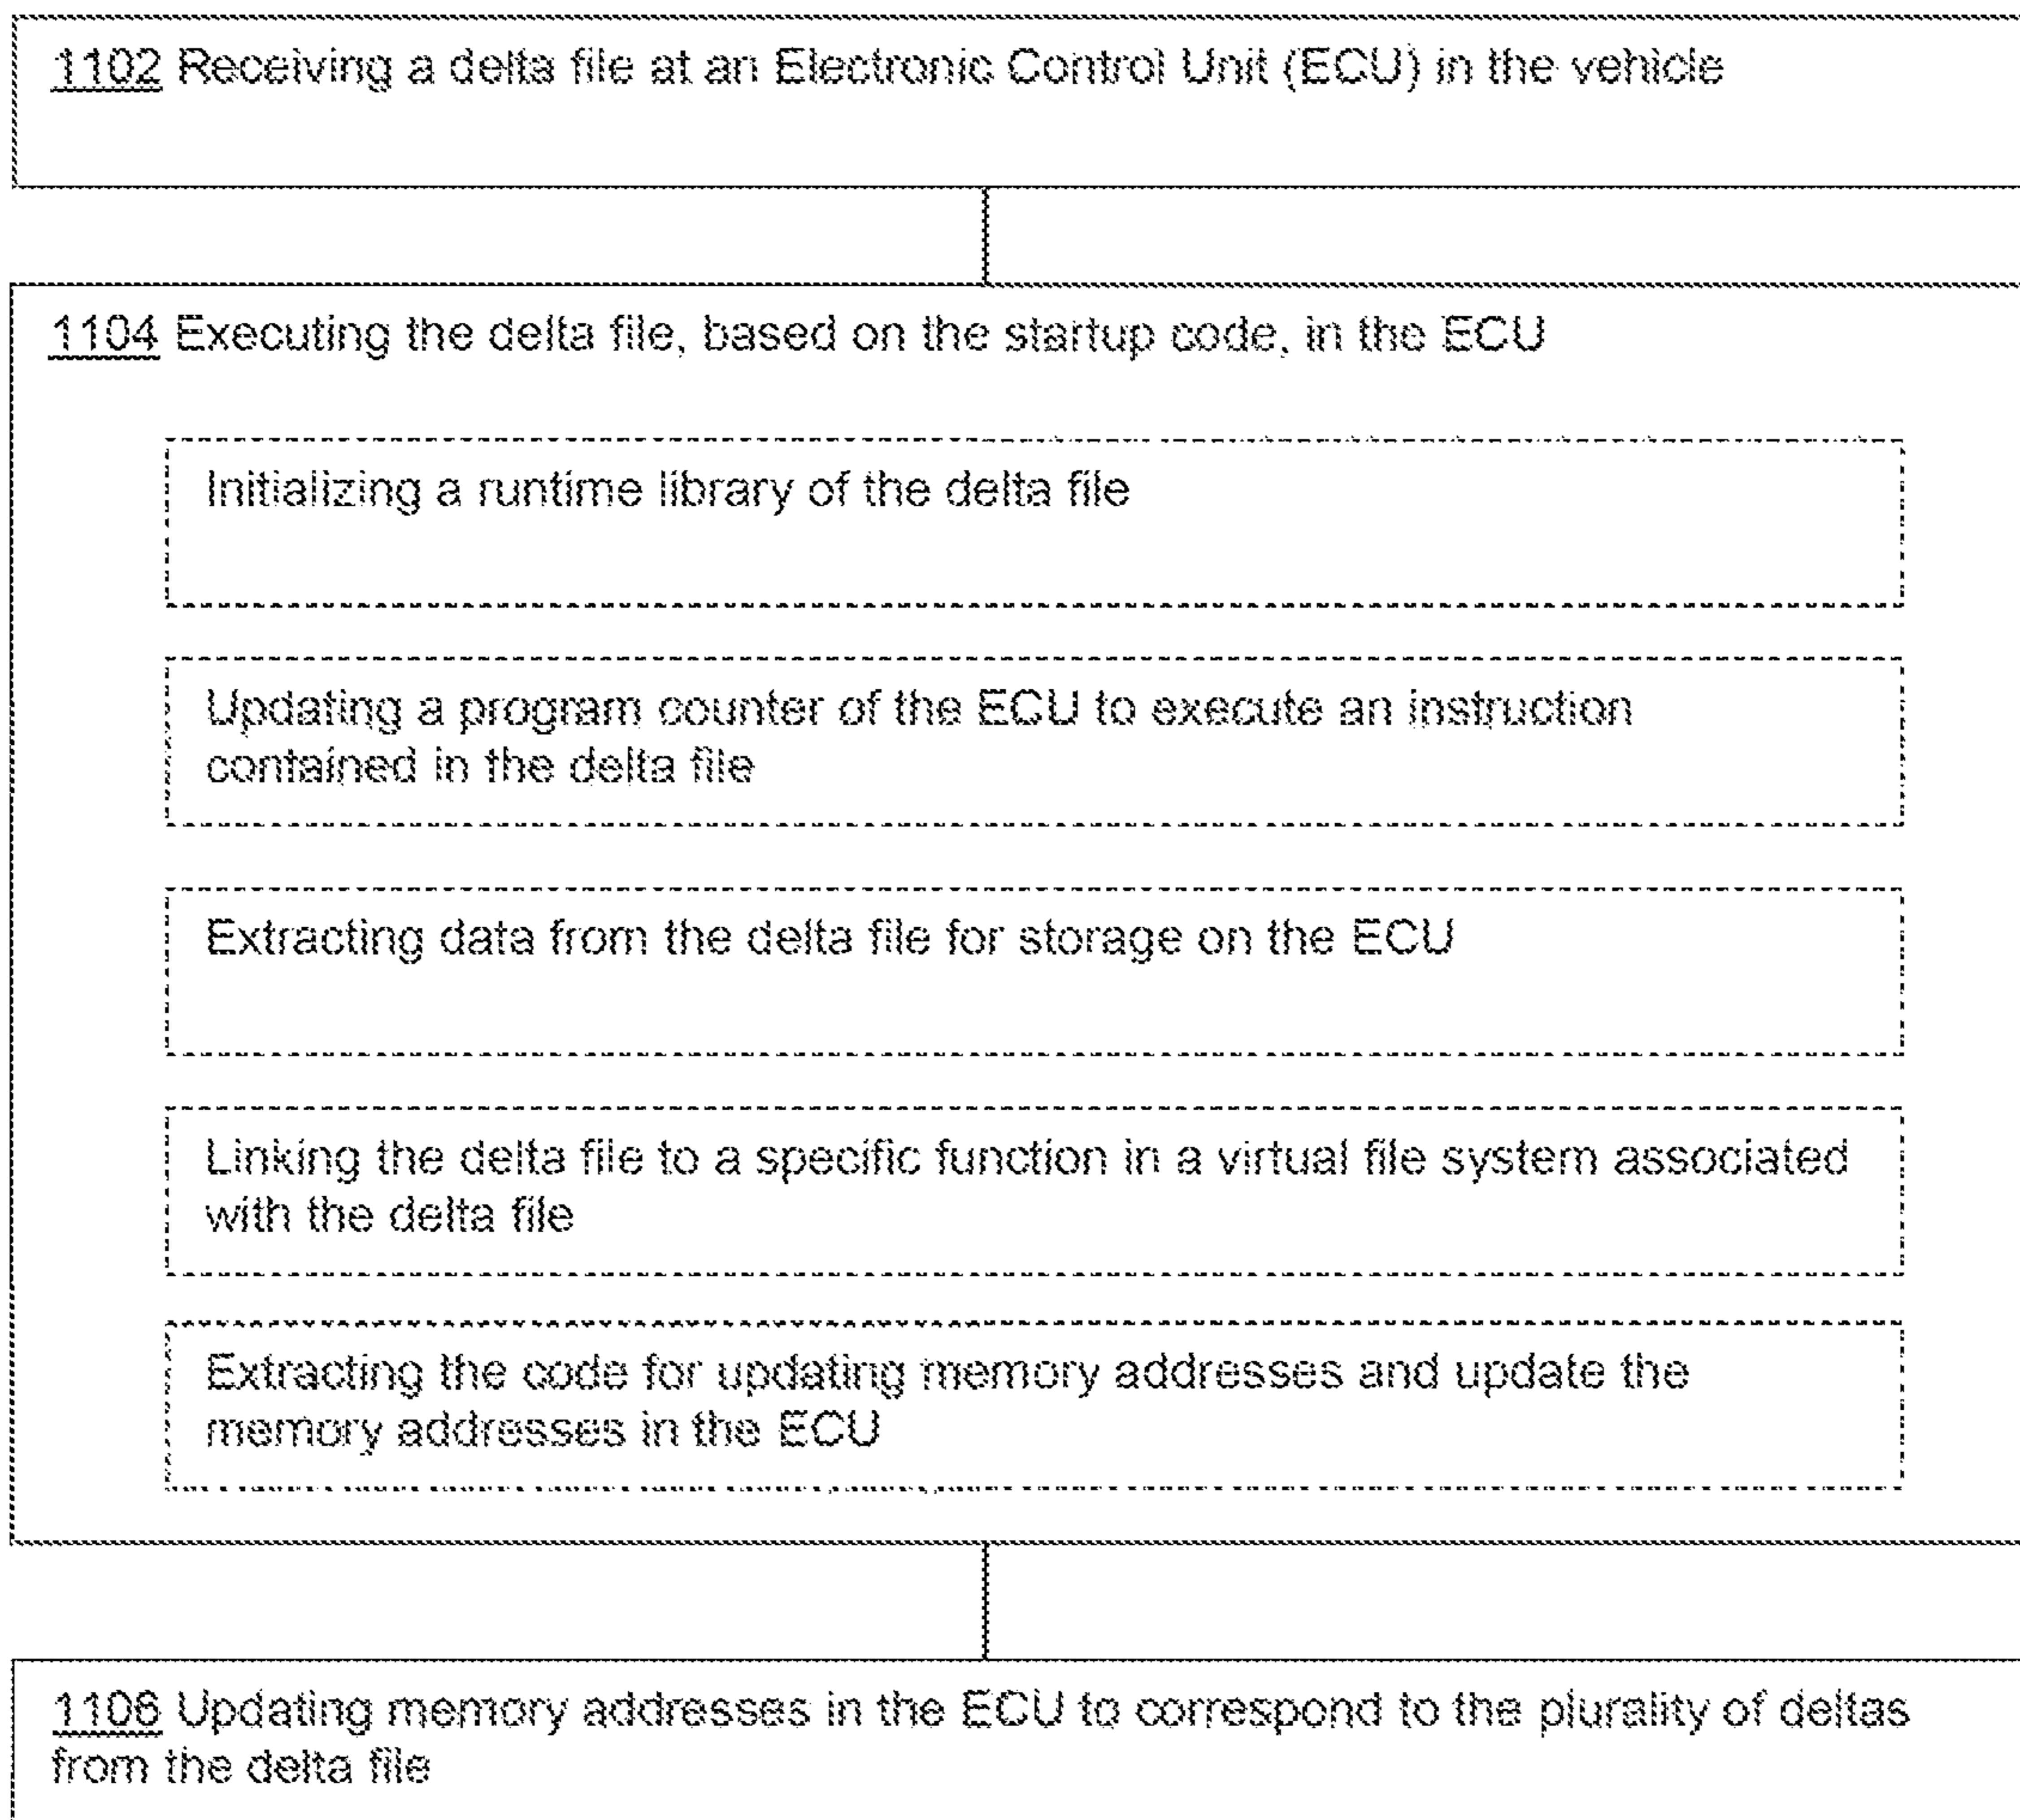 1102 Receiving a delta file at an Electronic Control Unit (ECU) in the vehicle
1104 Executing the delta file, based on the startup code, in the ECU
Initializing a runtime library of the delta file
Updating a program counter of the ECU to execute an instruction
contained in the delta file
Extracting data from the delta file for storage on the ECU
Linking the delta file to a specific function in a virtual file system associated
with the delta file
Extracting the code for updating memory addresses and update the
memory addresses in the ECU
1106 Updating memory addresses in the ECU to correspond to the plurality of deltas
from the delta file